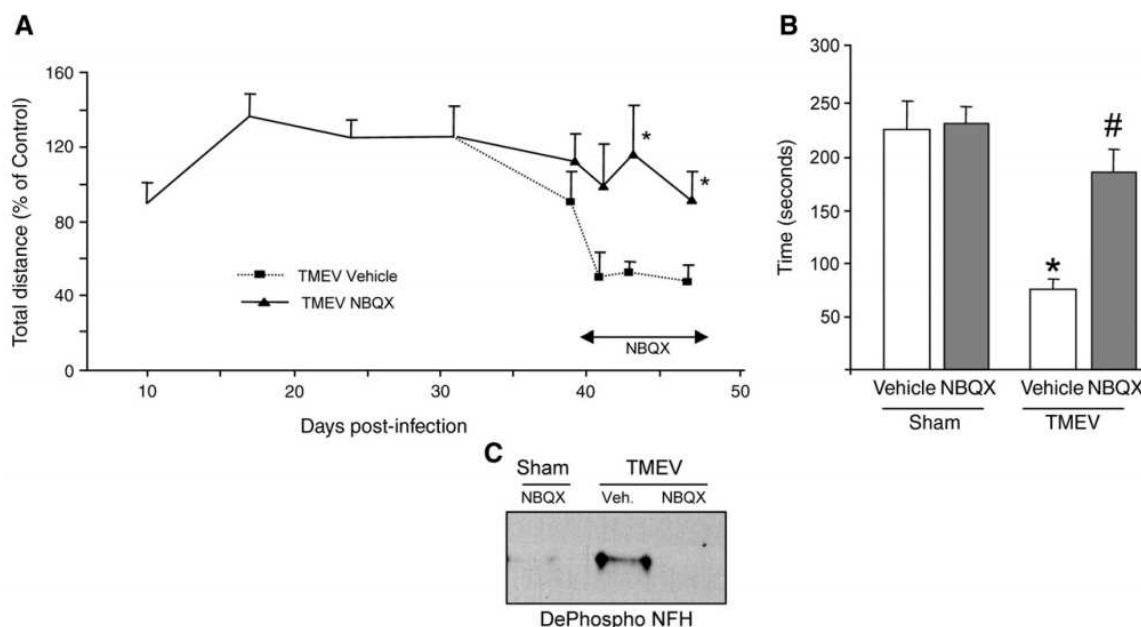 A
Total distance (% of Control)
160
120
80
40
0
TMEV Vehicle
TMEV NBQX
*
*
NBQX
10 20 30 40 50
Days post-infection
B
Time (seconds)
300
250
200
150
100
50
*
#
Vehicle NBQX Vehicle NBQX
Sham TMEV
C
Sham TMEV
NBQX Veh. NBQX
DePhospho NFH